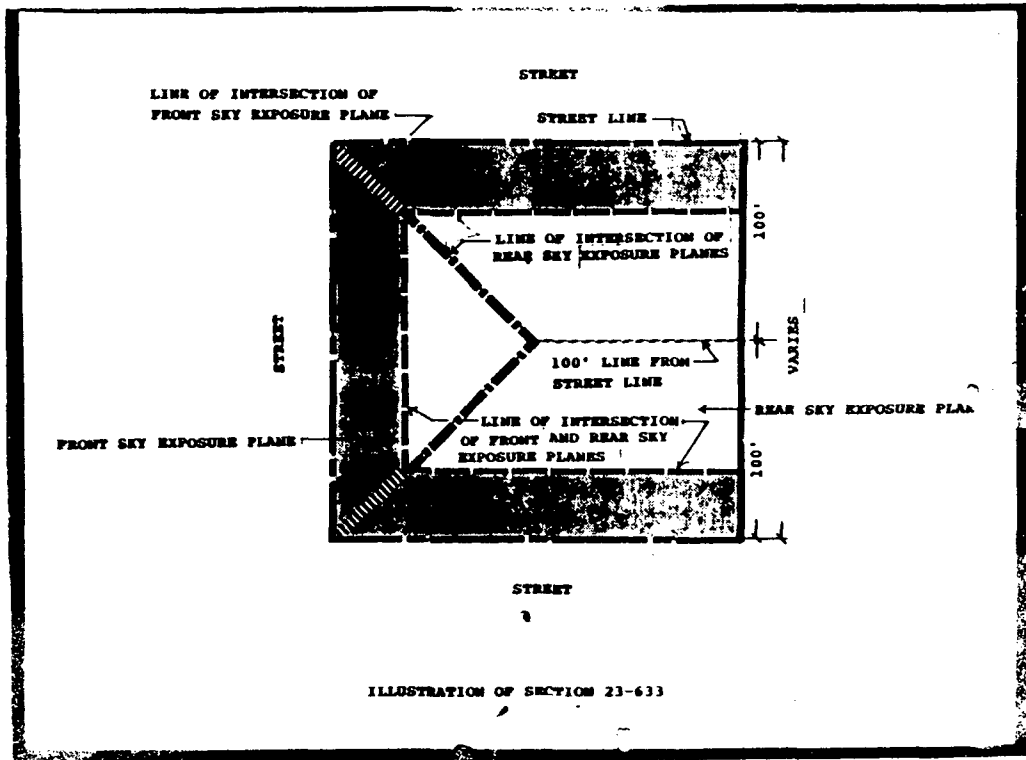 STREET
LINE OF INTERSECTION OF
FRONT SKY EXPOSURE PLANE
STREET LINE
100'
LINE OF INTERSECTION OF
REAR SKY EXPOSURE PLANES
STREET
VARIES
100' LINE FROM
STREET LINE
REAR SKY EXPOSURE
LINE OF INTERSECTION
OF FRONT AND REAR SKY
EXPOSURE PLANES
FRONT SKY EXPOSURE PLANE
100'
STREET
ILLUSTRATION OF SECTION 23-633